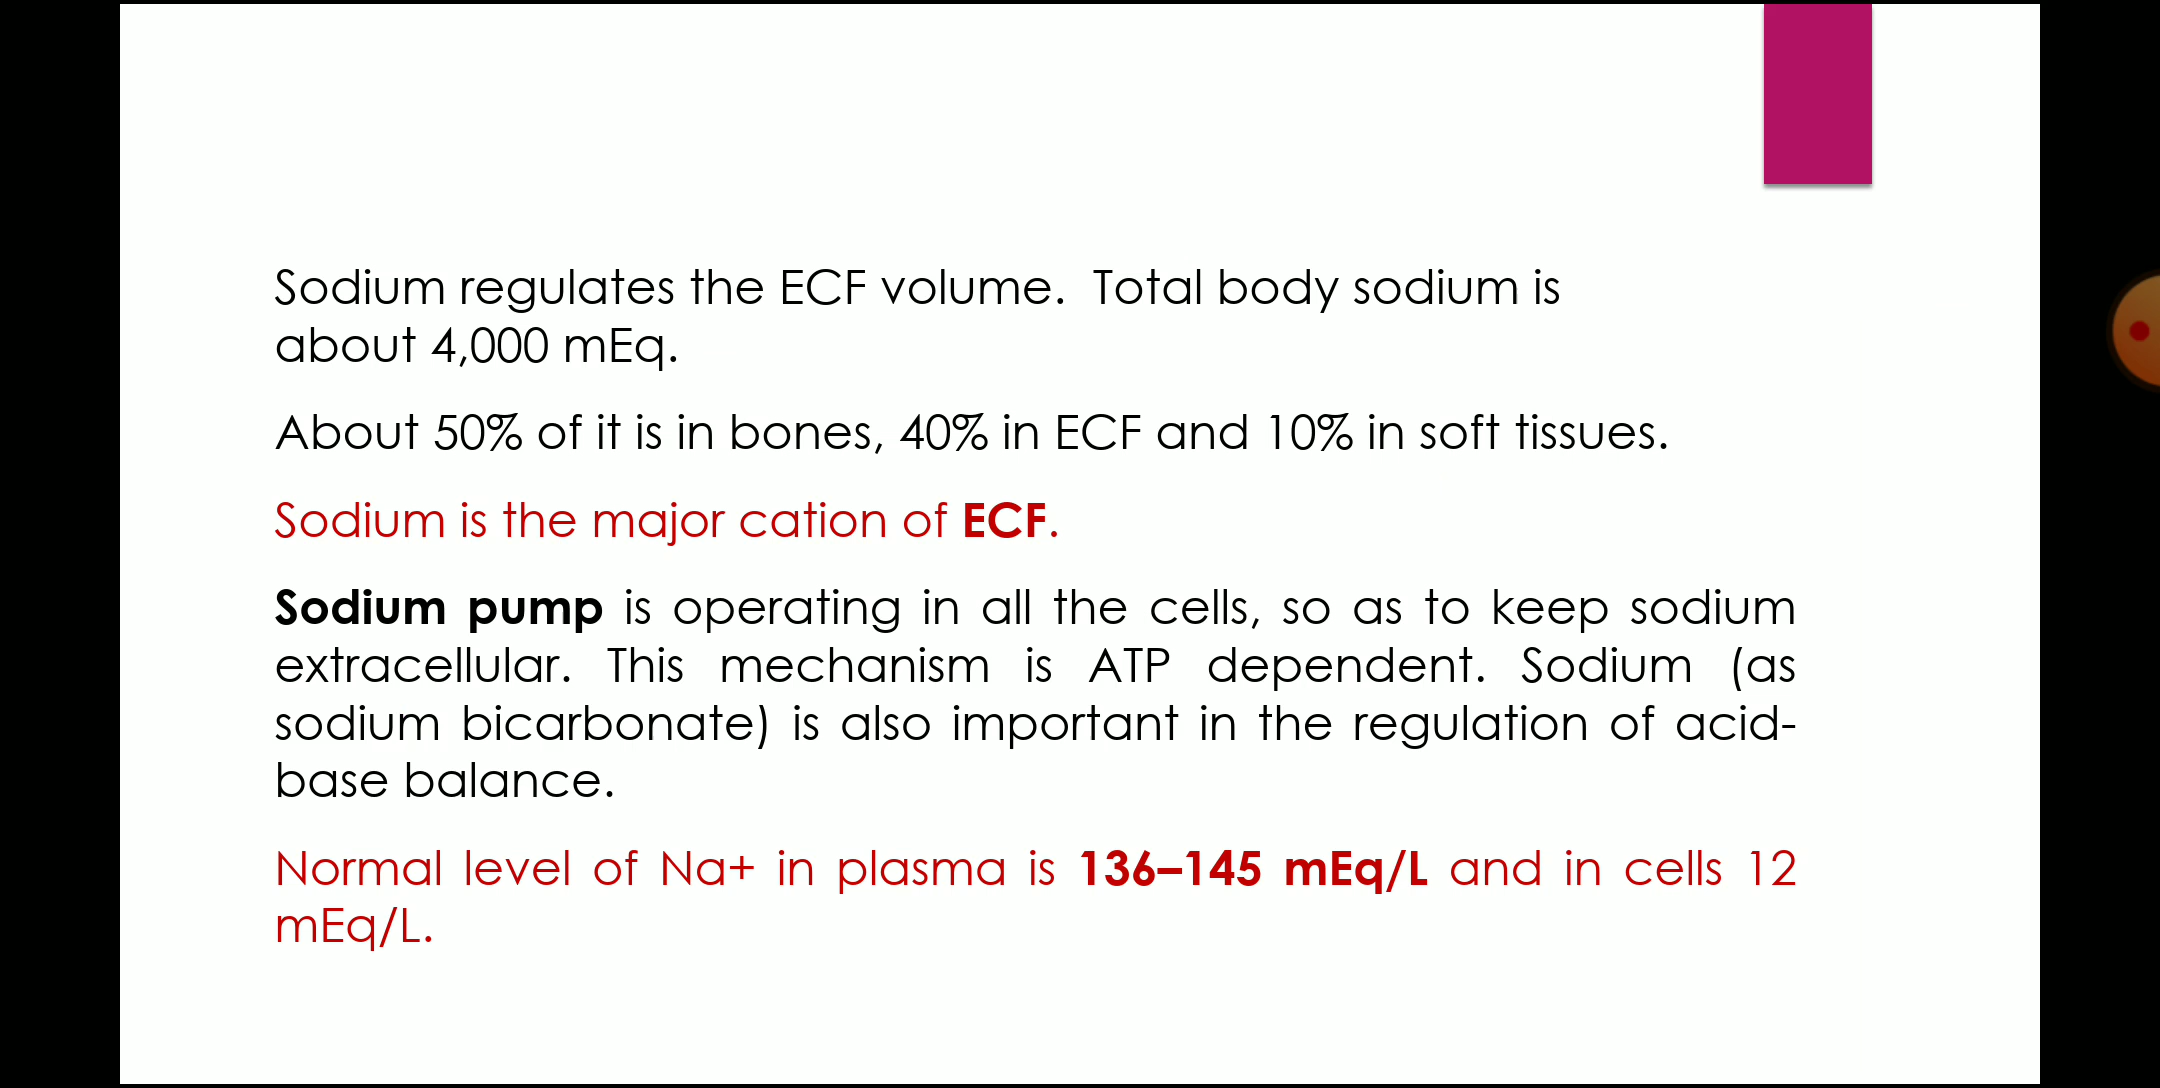 Sodium regulates the ECF volume.  Total body sodium is
about 4,000 mEq.
About 50% of it is in bones, 40% in ECF and 10% in soft tissues.
Sodium is the major cation of ECF.
Sodium pump is operating in all the cells, so as to keep sodium
extracellular. This mechanism is ATP dependent. Sodium (as
sodium bicarbonate) is also important in the regulation of acid-
base balance.
Normal level of Na+ in plasma is 136–145 mEq/L and in cells 12
mEq/L.